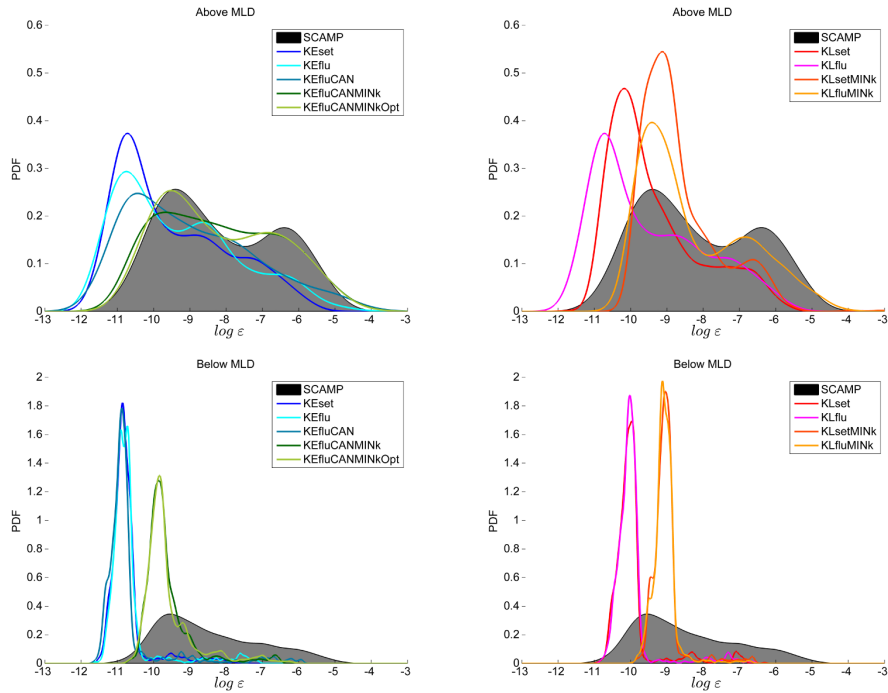 Above MLD
0.6
0.5
0.4
0.3
0.2
0.1
0
PDF
-13 -12 -11 -10 -9 -8 -7 -6 -5 -4 -3
log ε
SCAMP
KEset
KEflu
KEfluCAN
KEfluCANMINk
KEfluCANMINkOpt
Above MLD
0.6
0.5
0.4
0.3
0.2
0.1
0
PDF
-13 -12 -11 -10 -9 -8 -7 -6 -5 -4 -3
log ε
SCAMP
KLset
KLflu
KLsetMINk
KLfluMINk
Below MLD
2
1.8
1.6
1.4
1.2
1
0.8
0.6
0.4
0.2
0
PDF
-13 -12 -11 -10 -9 -8 -7 -6 -5 -4 -3
log ε
SCAMP
KEset
KEflu
KEfluCAN
KEfluCANMINk
KEfluCANMINkOpt
Below MLD
2
1.8
1.6
1.4
1.2
1
0.8
0.6
0.4
0.2
0
PDF
-13 -12 -11 -10 -9 -8 -7 -6 -5 -4 -3
log ε
SCAMP
KLset
KLflu
KLsetMINk
KLfluMINk